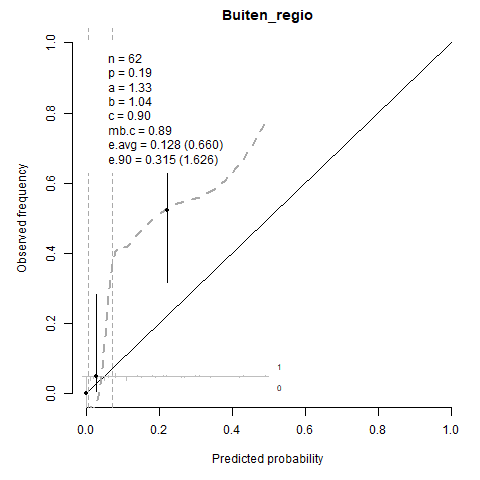 Buiten_regio
n = 62
p = 0.19
a = 1.33
b = 1.04
c = 0.90
mb.c = 0.89
e.avg = 0.128 (0.660)
e.90 = 0.315 (1.626)
Observed frequency
1.0
0.8
0.6
0.4
0.2
0.0
1
0
0.0 0.2 0.4 0.6 0.8 1.0
Predicted probability